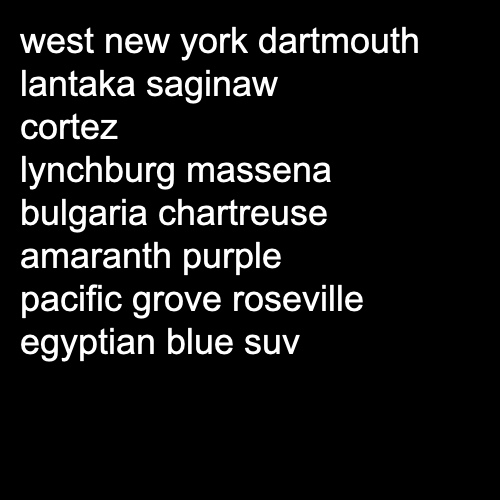 west new york dartmouth
lantaka saginaw
cortez
lynchburg massena
bulgaria chartreuse
amaranth purple
pacific grove roseville
egyptian blue suv